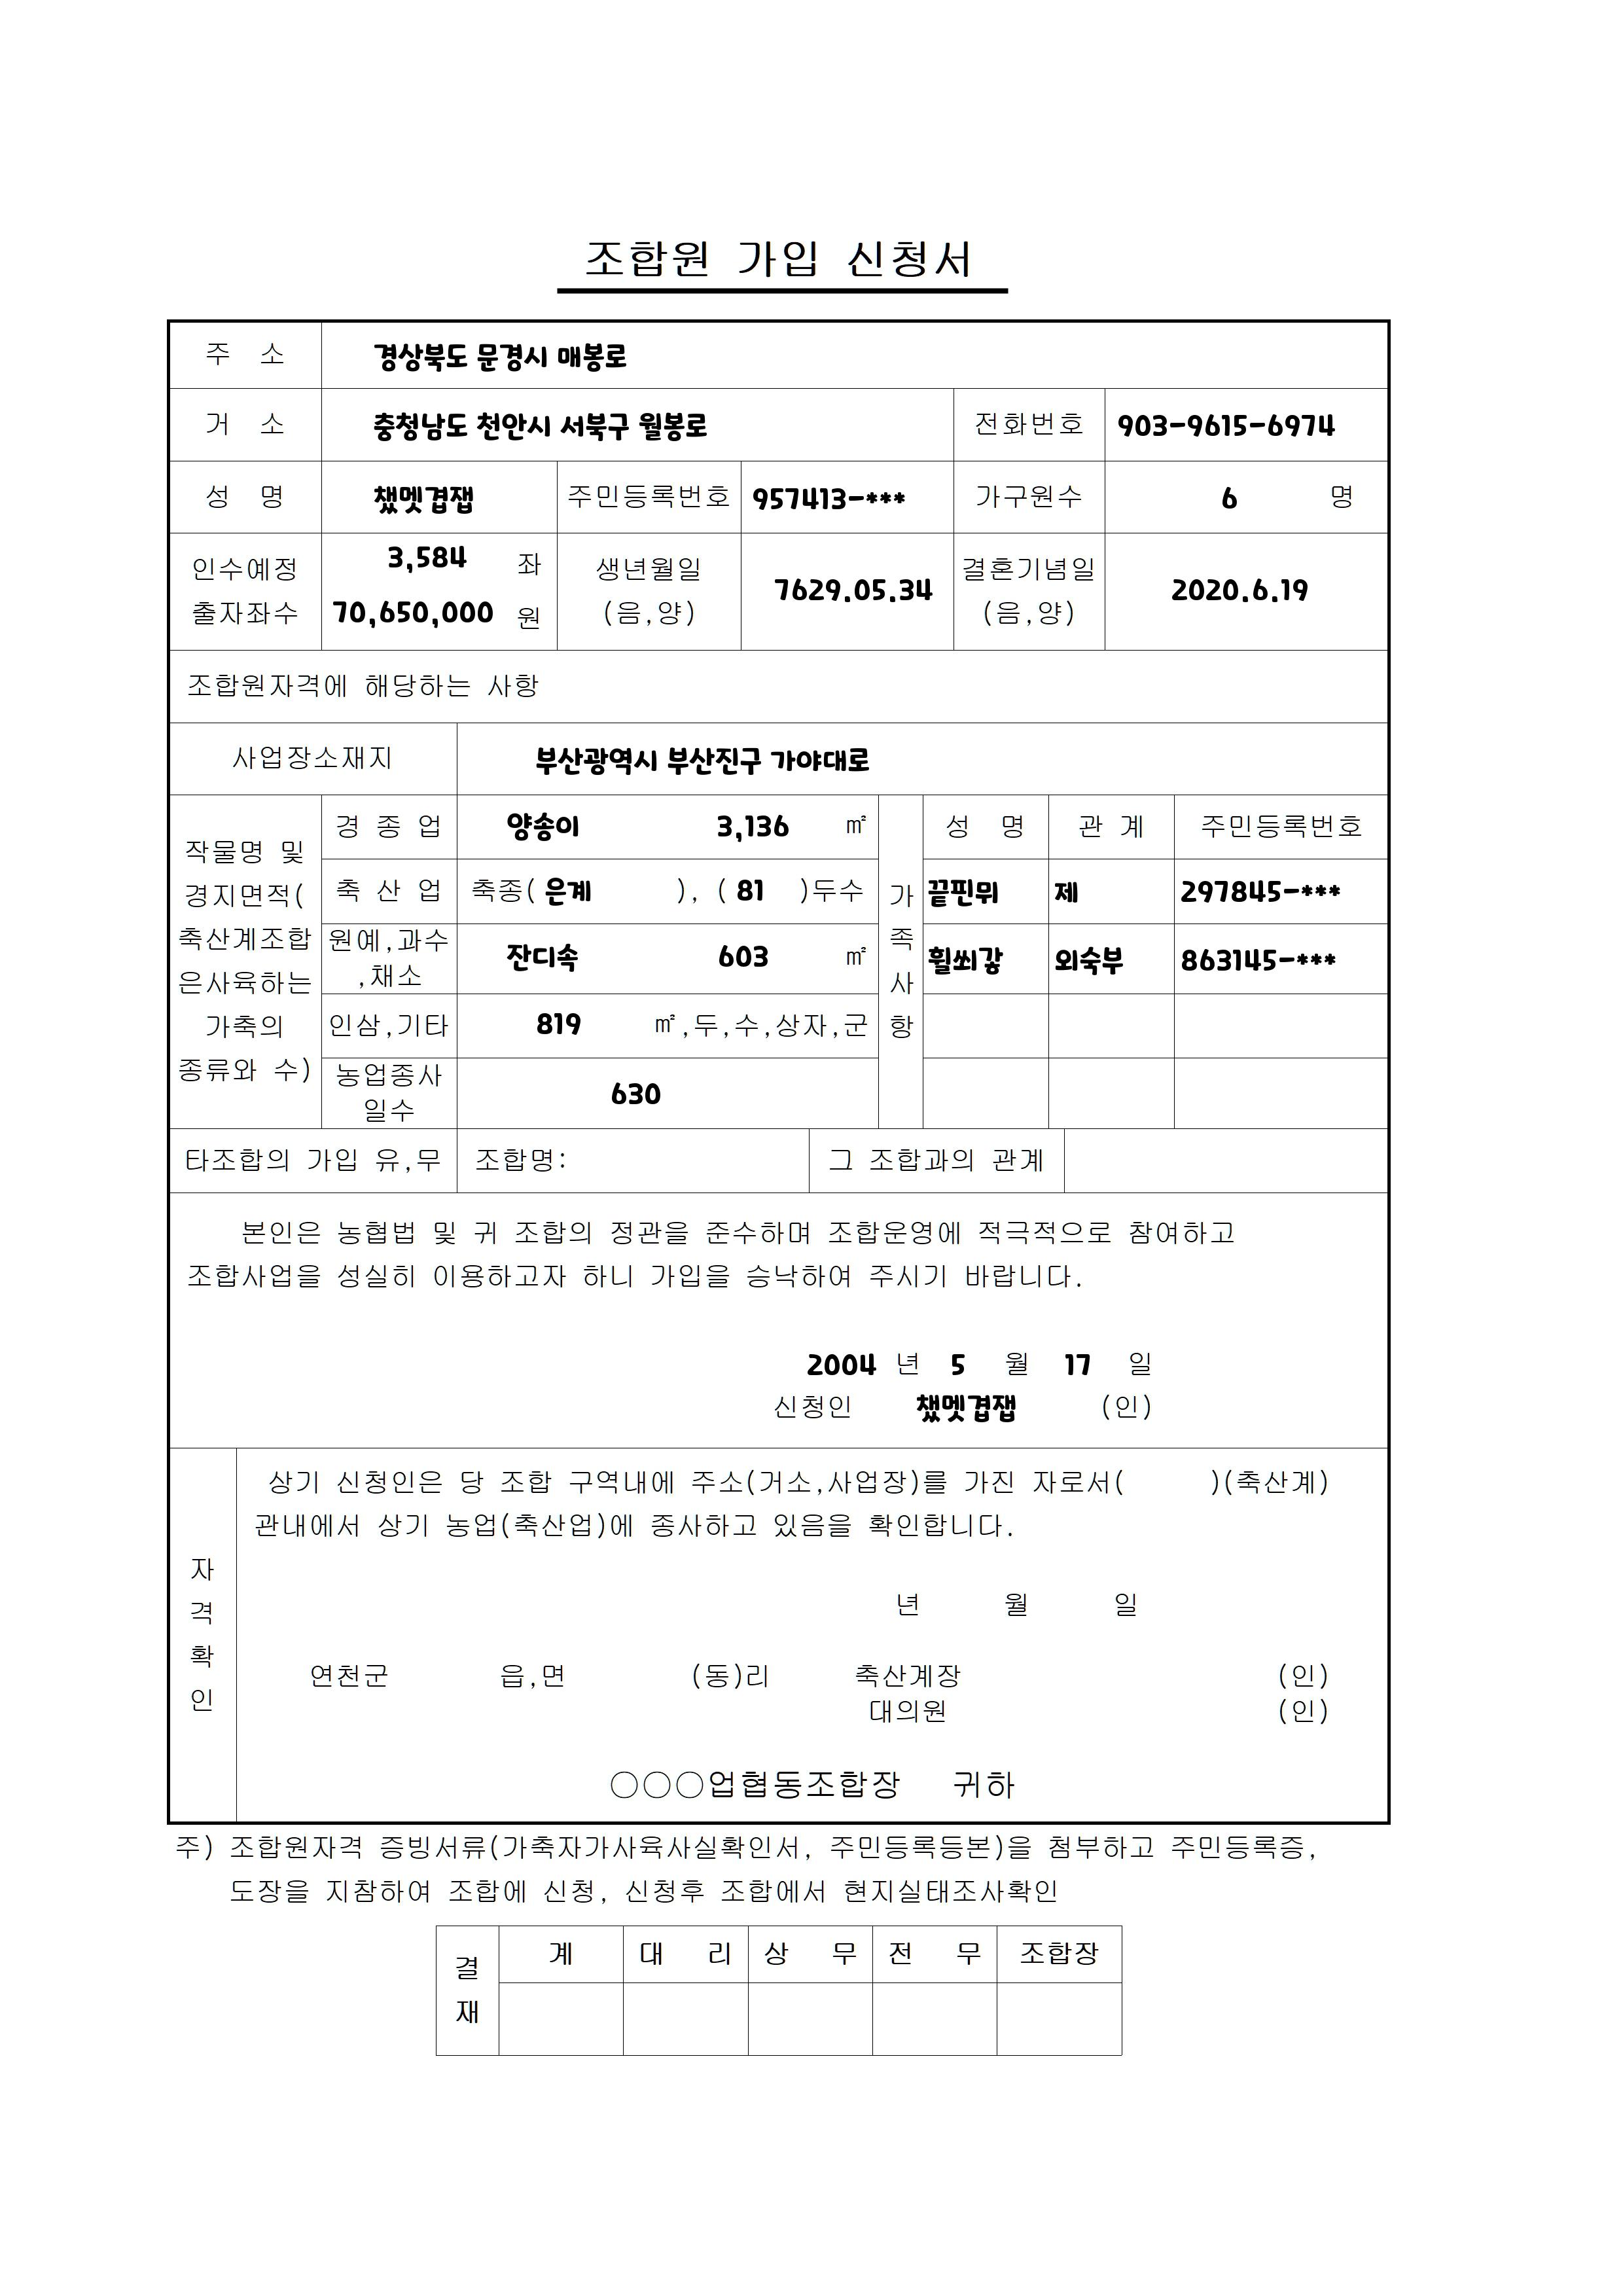 조합원 가입 신청서
주 소 경상북도 문경시 매봉로
거 소 충청남도 천안시 서북구 월봉로 전화번호 903-9615-6974
성 명 챘멧겹잽 주민등록번호 957413-*** 가구원수 6 명
인수예정 출자좌수 3,584 좌 70,650,000 원 생년월일 (음,양) 7629.05.34 결혼기념일 (음,양) 2020.6.19
조합원자격에 해당하는 사항
사업장소재지 부산광역시 부산진구 가야대로
작물명 및 경지면적(축산계조합은사육하는 가축의 종류와 수)
경 종 업 양송이 3,136 ㎡
축 산 업 축종( 은계 ), ( 81 )두수
원예,과수,채소 잔디속 603 ㎡
인삼,기타 819 ㎡,두,수,상자,군
농업종사일수 630
가족사항
성 명 관 계 주민등록번호
끝핀뮈 제 297845-***
휠쐬갛 외숙부 863145-***
타조합의 가입 유,무 조합명: 그 조합과의 관계
본인은 농협법 및 귀 조합의 정관을 준수하며 조합운영에 적극적으로 참여하고
조합사업을 성실히 이용하고자 하니 가입을 승낙하여 주시기 바랍니다.
2004 년 5 월 17 일
신청인 챘멧겹잽 (인)
자격확인
상기 신청인은 당 조합 구역내에 주소(거소,사업장)를 가진 자로서( )(축산계)
관내에서 상기 농업(축산업)에 종사하고 있음을 확인합니다.
년 월 일
연천군 읍,면 (동)리 축산계장 (인)
대의원 (인)
○○○업협동조합장 귀하
주) 조합원자격 증빙서류(가축자가사육사실확인서, 주민등록등본)을 첨부하고 주민등록증,
도장을 지참하여 조합에 신청, 신청후 조합에서 현지실태조사확인
결재 계 대 리 상 무 전 무 조합장